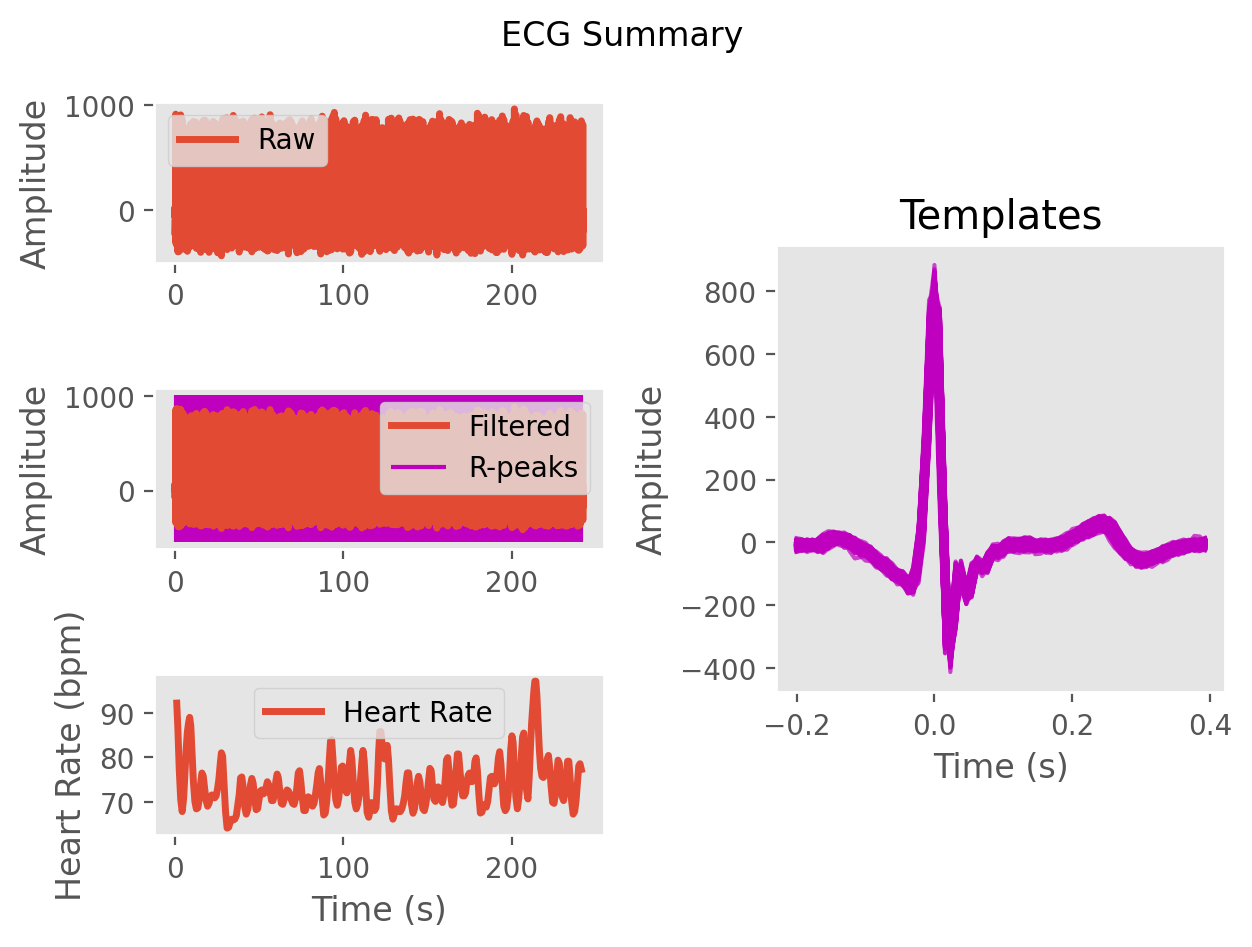 ECG Summary
Amplitude
1000
0
Raw
0
100
200
Amplitude
1000
0
Filtered
R-peaks
0
100
200
Heart Rate (bpm)
90
80
70
Heart Rate
0
100
200
Time (s)
Templates
Amplitude
800
600
400
200
0
−200
−400
−0.2
0.0
0.2
0.4
Time (s)